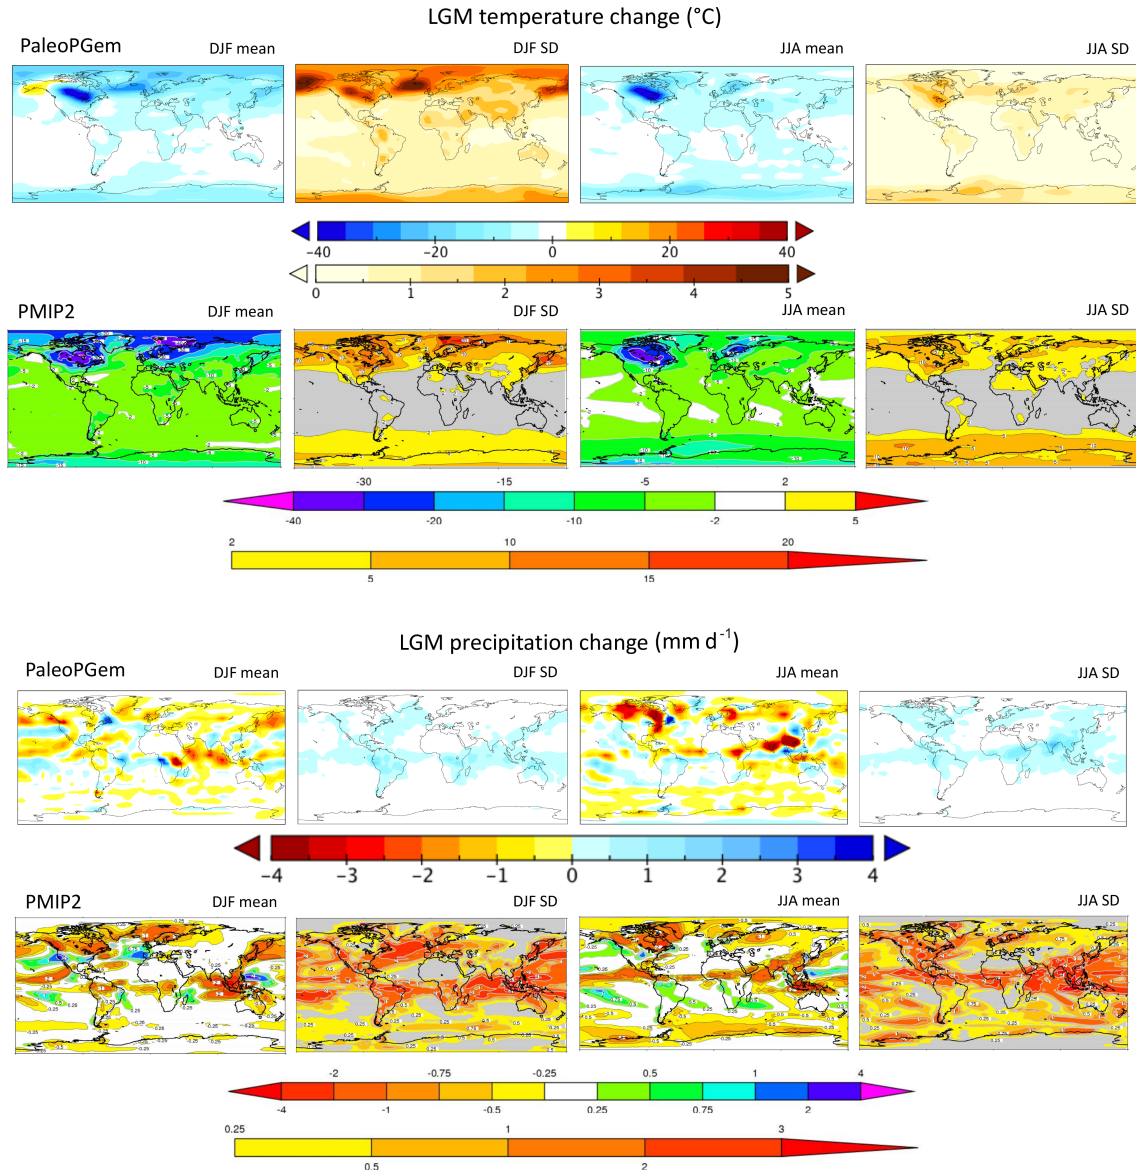 LGM temperature change (°C)
PaleoPGem DJF mean DJF SD JJA mean JJA SD
−40 −20 0 20 40
0 1 2 3 4 5
PMIP2 DJF mean DJF SD JJA mean JJA SD
-30 -15 -5 2
-40 -20 -10 -2 5
2 10 20
5 15
LGM precipitation change (mm d-1)
PaleoPGem DJF mean DJF SD JJA mean JJA SD
−4 −3 −2 −1 0 1 2 3 4
PMIP2 DJF mean DJF SD JJA mean JJA SD
-2 -0.75 -0.25 0.5 1 4
-4 -1 -0.5 0.25 0.75 2
0.25 1 3
0.5 2